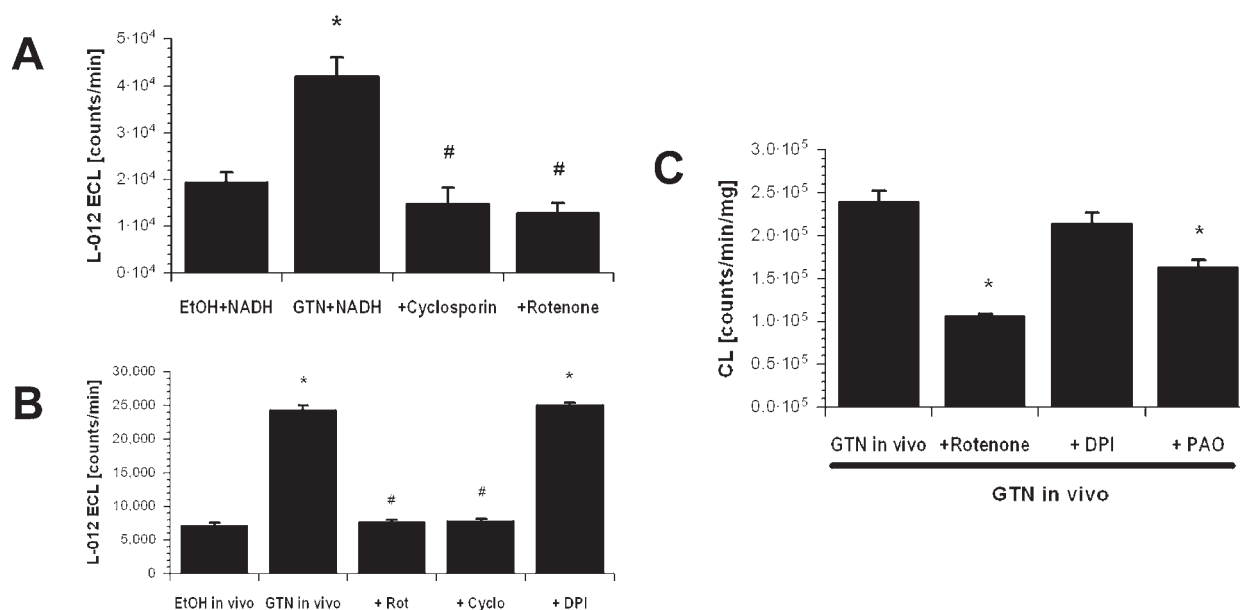 A
L-012 ECL [counts/min]
5·10⁴
4·10⁴
3·10⁴
2·10⁴
1·10⁴
0·10⁴
*
#
#
EtOH+NADH GTN+NADH +Cyclosporin +Rotenone
B
L-012 ECL [counts/min]
30,000
25,000
20,000
15,000
10,000
5,000
0
*
#
#
*
EtOH in vivo GTN in vivo + Rot + Cyclo + DPI
C
CL [counts/min/mg]
3.0·10⁵
2.5·10⁵
2.0·10⁵
1.5·10⁵
1.0·10⁵
0.5·10⁵
0.0·10⁵
*
*
GTN in vivo +Rotenone + DPI + PAO
GTN in vivo